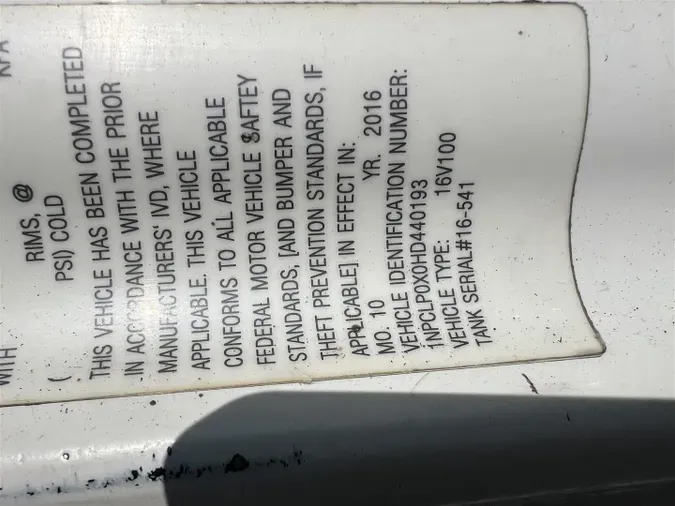 WITH KPA
RIMS, @
( PSI) COLD
THIS VEHICLE HAS BEEN COMPLETED
IN ACCORDANCE WITH THE PRIOR
MANUFACTURERS' IVD, WHERE
APPLICABLE. THIS VEHICLE
CONFORMS TO ALL APPLICABLE
FEDERAL MOTOR VEHICLE SAFTEY
STANDARDS, [AND BUMPER AND
THEFT PREVENTION STANDARDS, IF
APPLICABLE] IN EFFECT IN:
MO. 10 YR. 2016
VEHICLE IDENTIFICATION NUMBER:
1NPCLP0X0HD440193
VEHICLE TYPE: 16V100
TANK SERIAL#16-541